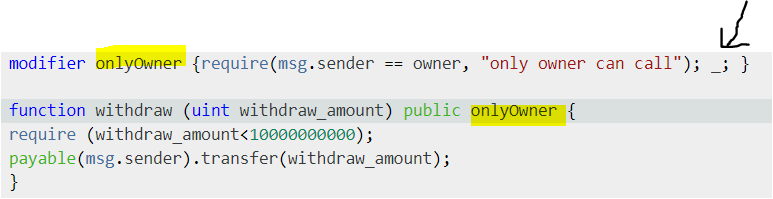 modifier onlyOwner {require(msg.sender == owner, "only owner can call"); _; }
function withdraw (uint withdraw_amount) public onlyOwner {
require (withdraw_amount<10000000000);
payable(msg.sender).transfer(withdraw_amount);
}